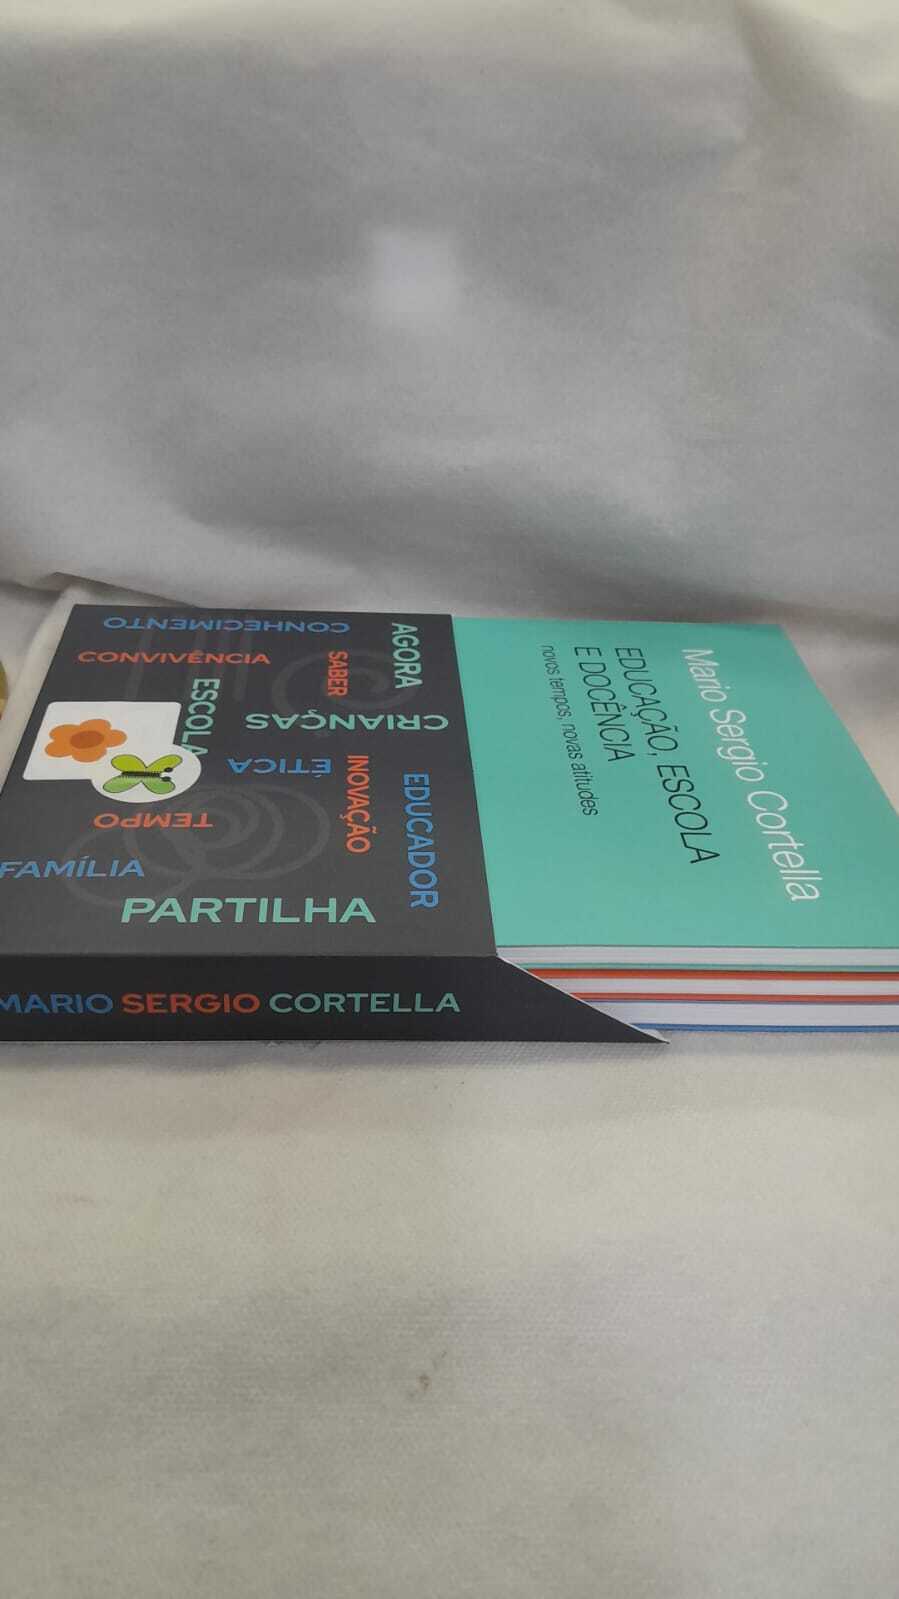 CONHECIMENTO
AGORA
CONVIVÊNCIA
SABER
ESCOLA
CRIANÇAS
ÉTICA
INOVAÇÃO
EDUCADOR
TEMPO
FAMÍLIA
PARTILHA
MARIO SERGIO CORTELLA
Mario Sergio Cortella
EDUCAÇÃO, ESCOLA
E DOCÊNCIA
novos tempos, novas atitudes